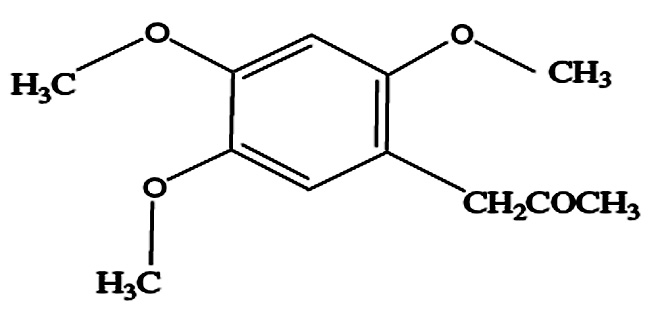 O O
H₃C CH₃
O CH₂COCH₃
H₃C